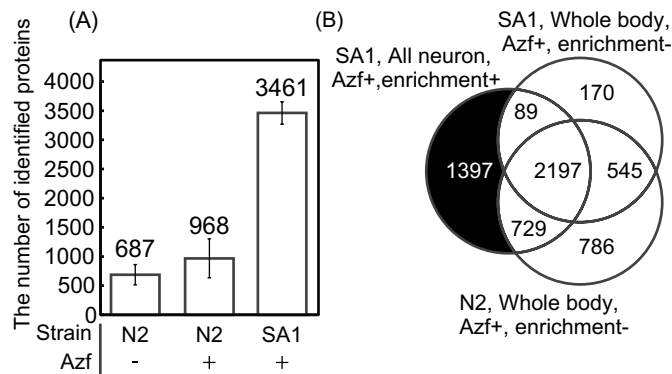 (A)
The number of identified proteins
4000
3500
3000
2500
2000
1500
1000
500
0
687
968
3461
Strain N2 N2 SA1
Azf - + +
(B)
SA1, Whole body,
Azf+, enrichment-
SA1, All neuron,
Azf+,enrichment+
89
170
1397
2197
545
729
786
N2, Whole body,
Azf+, enrichment-